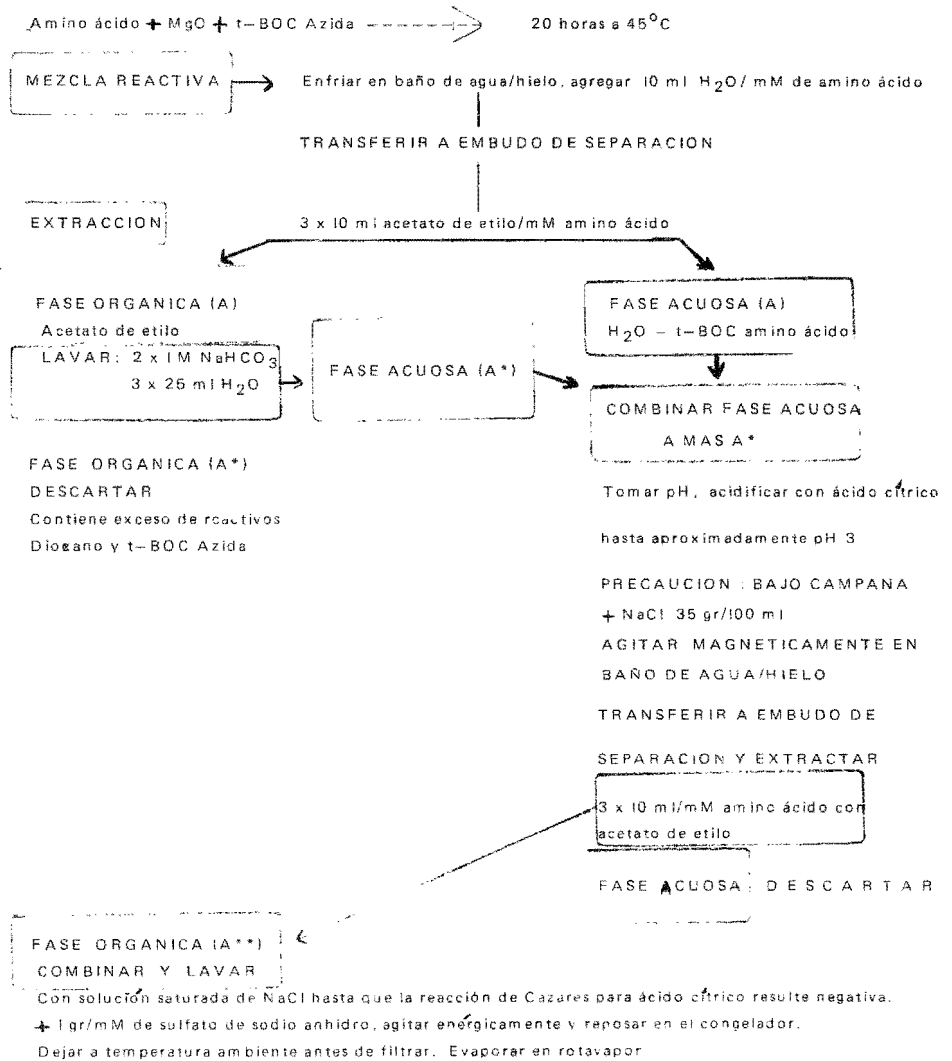 Amino ácido + MgO + t-BOC Azida 20 horas a 45°C
MEZCLA REACTIVA Enfriar en baño de agua/hielo, agregar 10 ml H2O/ mM de amino ácido
TRANSFERIR A EMBUDO DE SEPARACION
EXTRACCION 3 x 10 ml acetato de etilo/mM amino ácido
FASE ORGANICA (A)
Acetato de etilo
LAVAR: 2 x 1M NaHCO3
3 x 25 ml H2O
FASE ACUOSA (A*)
FASE ACUOSA (A)
H2O – t-BOC amino ácido
COMBINAR FASE ACUOSA
A MAS A*
FASE ORGANICA (A*)
DESCARTAR
Contiene exceso de reactivos
Dioxano y t-BOC Azida
Tomar pH, acidificar con ácido cítrico
hasta aproximadamente pH 3
PRECAUCION : BAJO CAMPANA
+ NaCl 35 gr/100 ml
AGITAR MAGNETICAMENTE EN
BAÑO DE AGUA/HIELO
TRANSFERIR A EMBUDO DE
SEPARACION Y EXTRACTAR
3 x 10 ml/mM amino ácido con
acetato de etilo
FASE ACUOSA: DESCARTAR
FASE ORGANICA (A**)
COMBINAR Y LAVAR
Con solución saturada de NaCl hasta que la reacción de Cazares para ácido cítrico resulte negativa.
+ 1 gr/mM de sulfato de sodio anhidro, agitar enérgicamente y reposar en el congelador.
Dejar a temperatura ambiente antes de filtrar. Evaporar en rotavapor